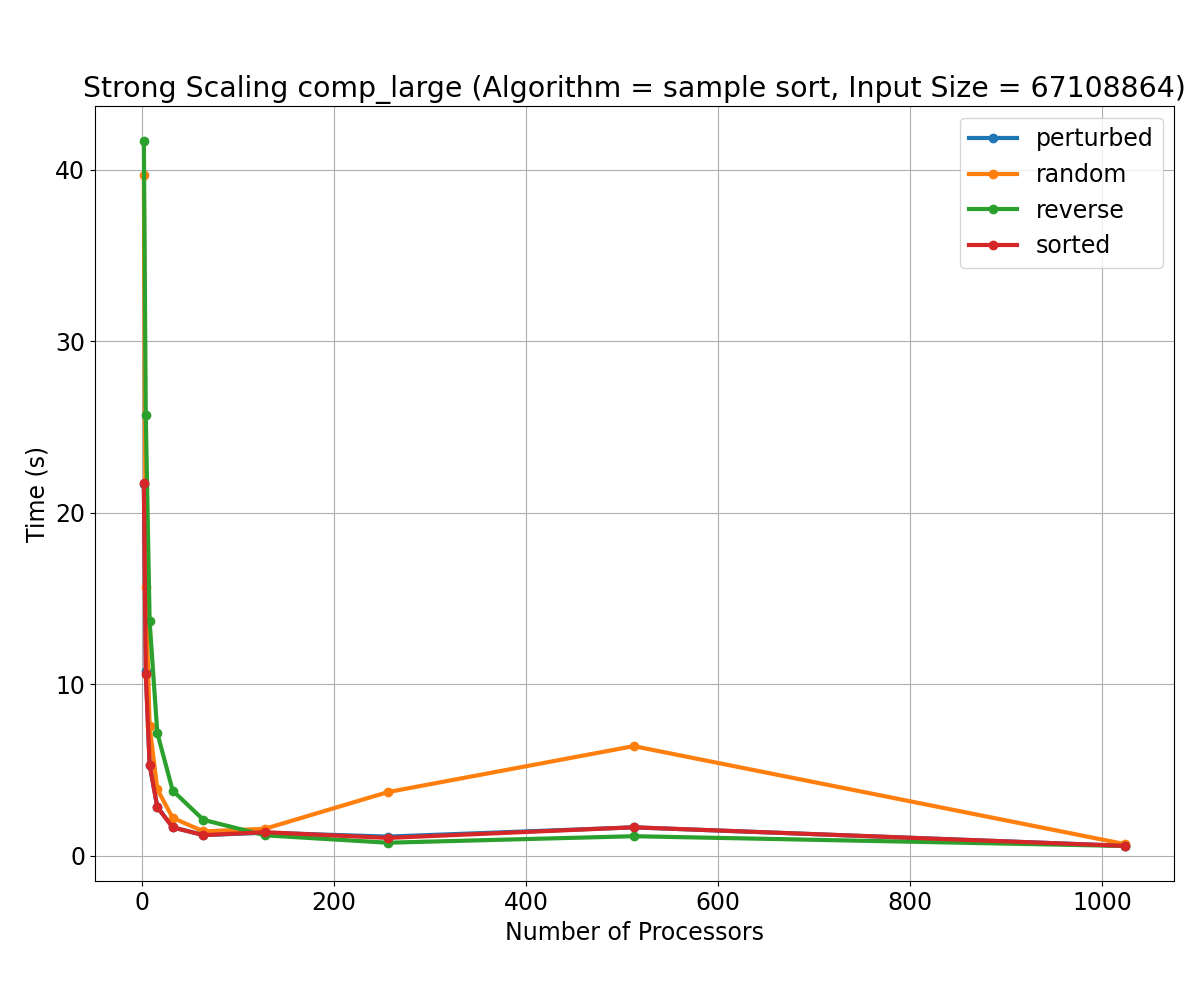 Strong Scaling comp_large (Algorithm = sample sort, Input Size = 67108864)
perturbed
random
reverse
sorted
40
30
20
10
0
Time (s)
0 200 400 600 800 1000
Number of Processors